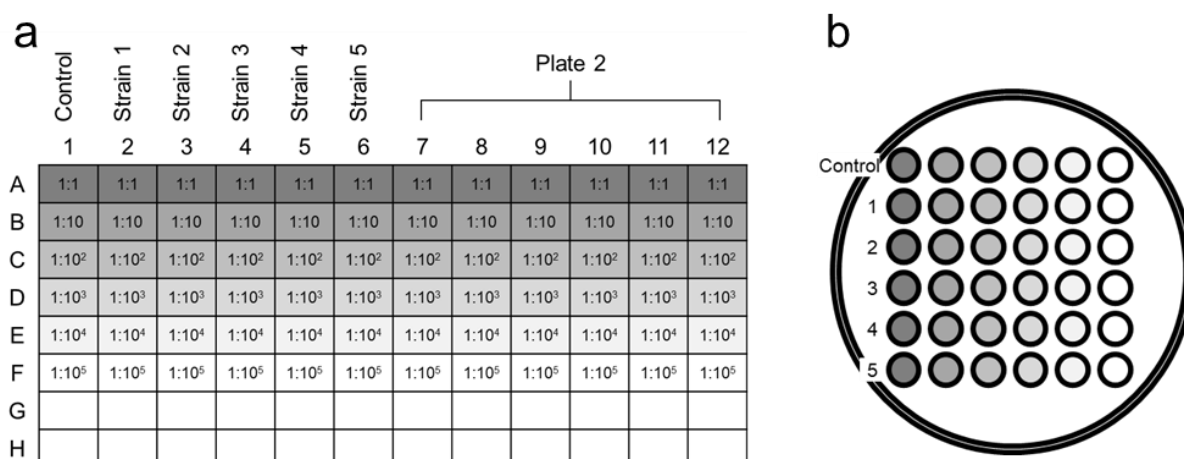 a
Control
Strain 1
Strain 2
Strain 3
Strain 4
Strain 5
Plate 2
1 2 3 4 5 6 7 8 9 10 11 12
A 1:1 1:1 1:1 1:1 1:1 1:1 1:1 1:1 1:1 1:1 1:1 1:1
B 1:10 1:10 1:10 1:10 1:10 1:10 1:10 1:10 1:10 1:10 1:10 1:10
C 1:10² 1:10² 1:10² 1:10² 1:10² 1:10² 1:10² 1:10² 1:10² 1:10² 1:10² 1:10²
D 1:10³ 1:10³ 1:10³ 1:10³ 1:10³ 1:10³ 1:10³ 1:10³ 1:10³ 1:10³ 1:10³ 1:10³
E 1:10⁴ 1:10⁴ 1:10⁴ 1:10⁴ 1:10⁴ 1:10⁴ 1:10⁴ 1:10⁴ 1:10⁴ 1:10⁴ 1:10⁴ 1:10⁴
F 1:10⁵ 1:10⁵ 1:10⁵ 1:10⁵ 1:10⁵ 1:10⁵ 1:10⁵ 1:10⁵ 1:10⁵ 1:10⁵ 1:10⁵ 1:10⁵
G
H
b
Control
1
2
3
4
5